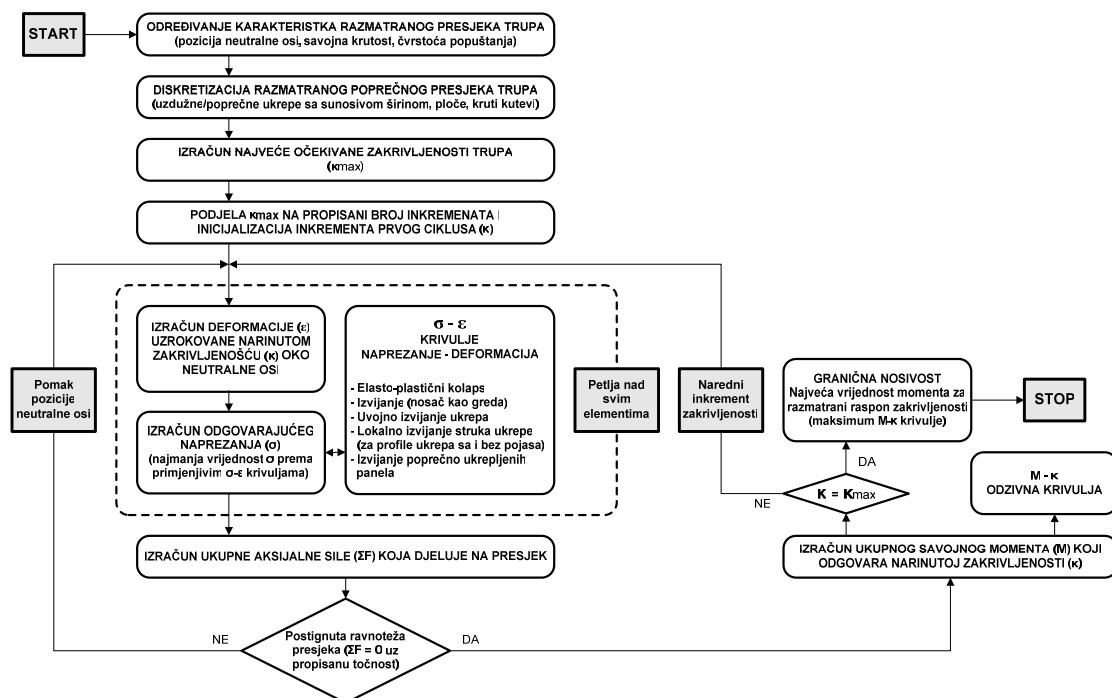 START
ODREĐIVANJE KARAKTERISTKA RAZMATRANOG PRESJEKA TRUPA
(pozicija neutralne osi, savojna krutost, čvrstoća popuštanja)
DISKRETIZACIJA RAZMATRANOG POPREČNOG PRESJEKA TRUPA
(uzdužne/poprečne ukrepe sa sunosivom širinom, ploče, kruti kutevi)
IZRAČUN NAJVEĆE OČEKIVANE ZAKRIVLJENOSTI TRUPA
(κmax)
PODJELA κmax NA PROPISANI BROJ INKREMENATA I
INICIJALIZACIJA INKREMENTA PRVOG CIKLUSA (κ)
IZRAČUN DEFORMACIJE (ε)
UZROKOVANE NARINUTOM
ZAKRIVLJENOŠĆU (κ) OKO
NEUTRALNE OSI
IZRAČUN ODGOVARAJUĆEG
NAPREZANJA (σ)
(najmanja vrijednost σ prema
primjenjivim σ-ε krivuljama)
σ - ε
KRIVULJE
NAPREZANJE - DEFORMACIJA
- Elasto-plastični kolaps
- Izvijanje (nosač kao greda)
- Uvojno izvijanje ukrepa
- Lokalno izvijanje struka ukrepe
(za profile ukrepa sa i bez pojasa)
- Izvijanje poprečno ukrepljenih
panela
Pomak
pozicije
neutralne osi
Petlja nad
svim
elementima
Naredni
inkrement
zakrivljenosti
GRANIČNA NOSIVOST
Najveća vrijednost momenta za
razmatrani raspon zakrivljenosti
(maksimum M-κ krivulje)
STOP
DA
NE
κ = κmax
M - κ
ODZIVNA KRIVULJA
IZRAČUN UKUPNOG SAVOJNOG MOMENTA (M) KOJI
ODGOVARA NARINUTOJ ZAKRIVLJENOSTI (κ)
IZRAČUN UKUPNE AKSIJALNE SILE (ΣF) KOJA DJELUJE NA PRESJEK
NE
Postignuta ravnoteža
presjeka (ΣF = 0 uz
propisanu točnost)
DA